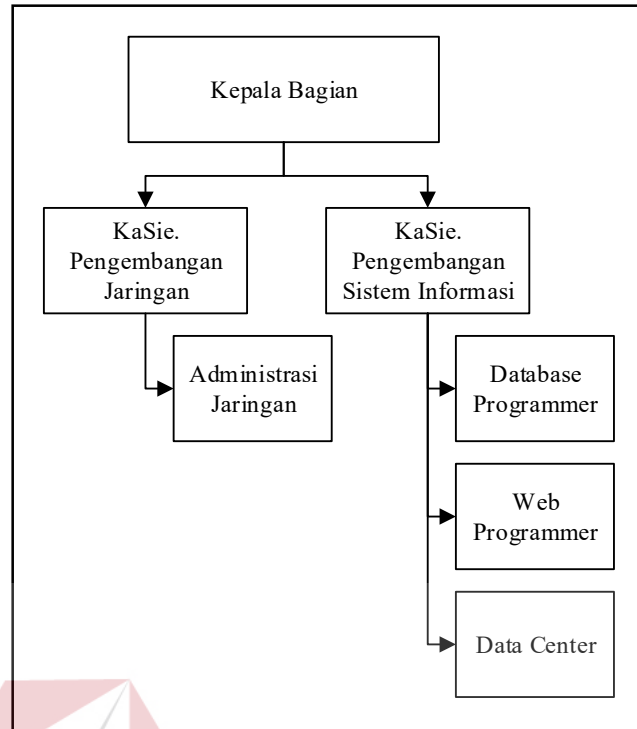 Kepala Bagian
KaSie.
Pengembangan
Jaringan
KaSie.
Pengembangan
Sistem Informasi
Administrasi
Jaringan
Database
Programmer
Web
Programmer
Data Center